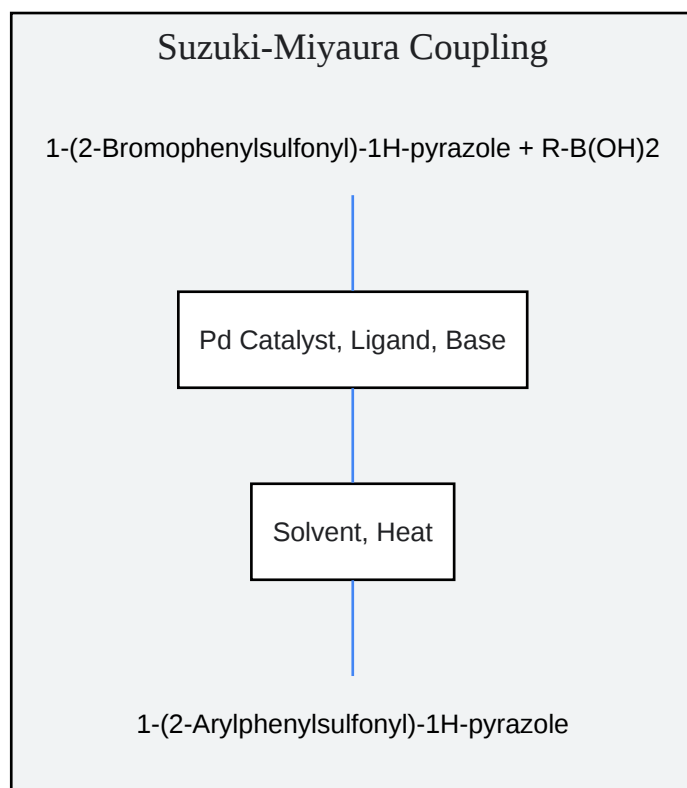 Suzuki-Miyaura Coupling
1-(2-Bromophenylsulfonyl)-1H-pyrazole + R-B(OH)2
Pd Catalyst, Ligand, Base
Solvent, Heat
1-(2-Arylphenylsulfonyl)-1H-pyrazole